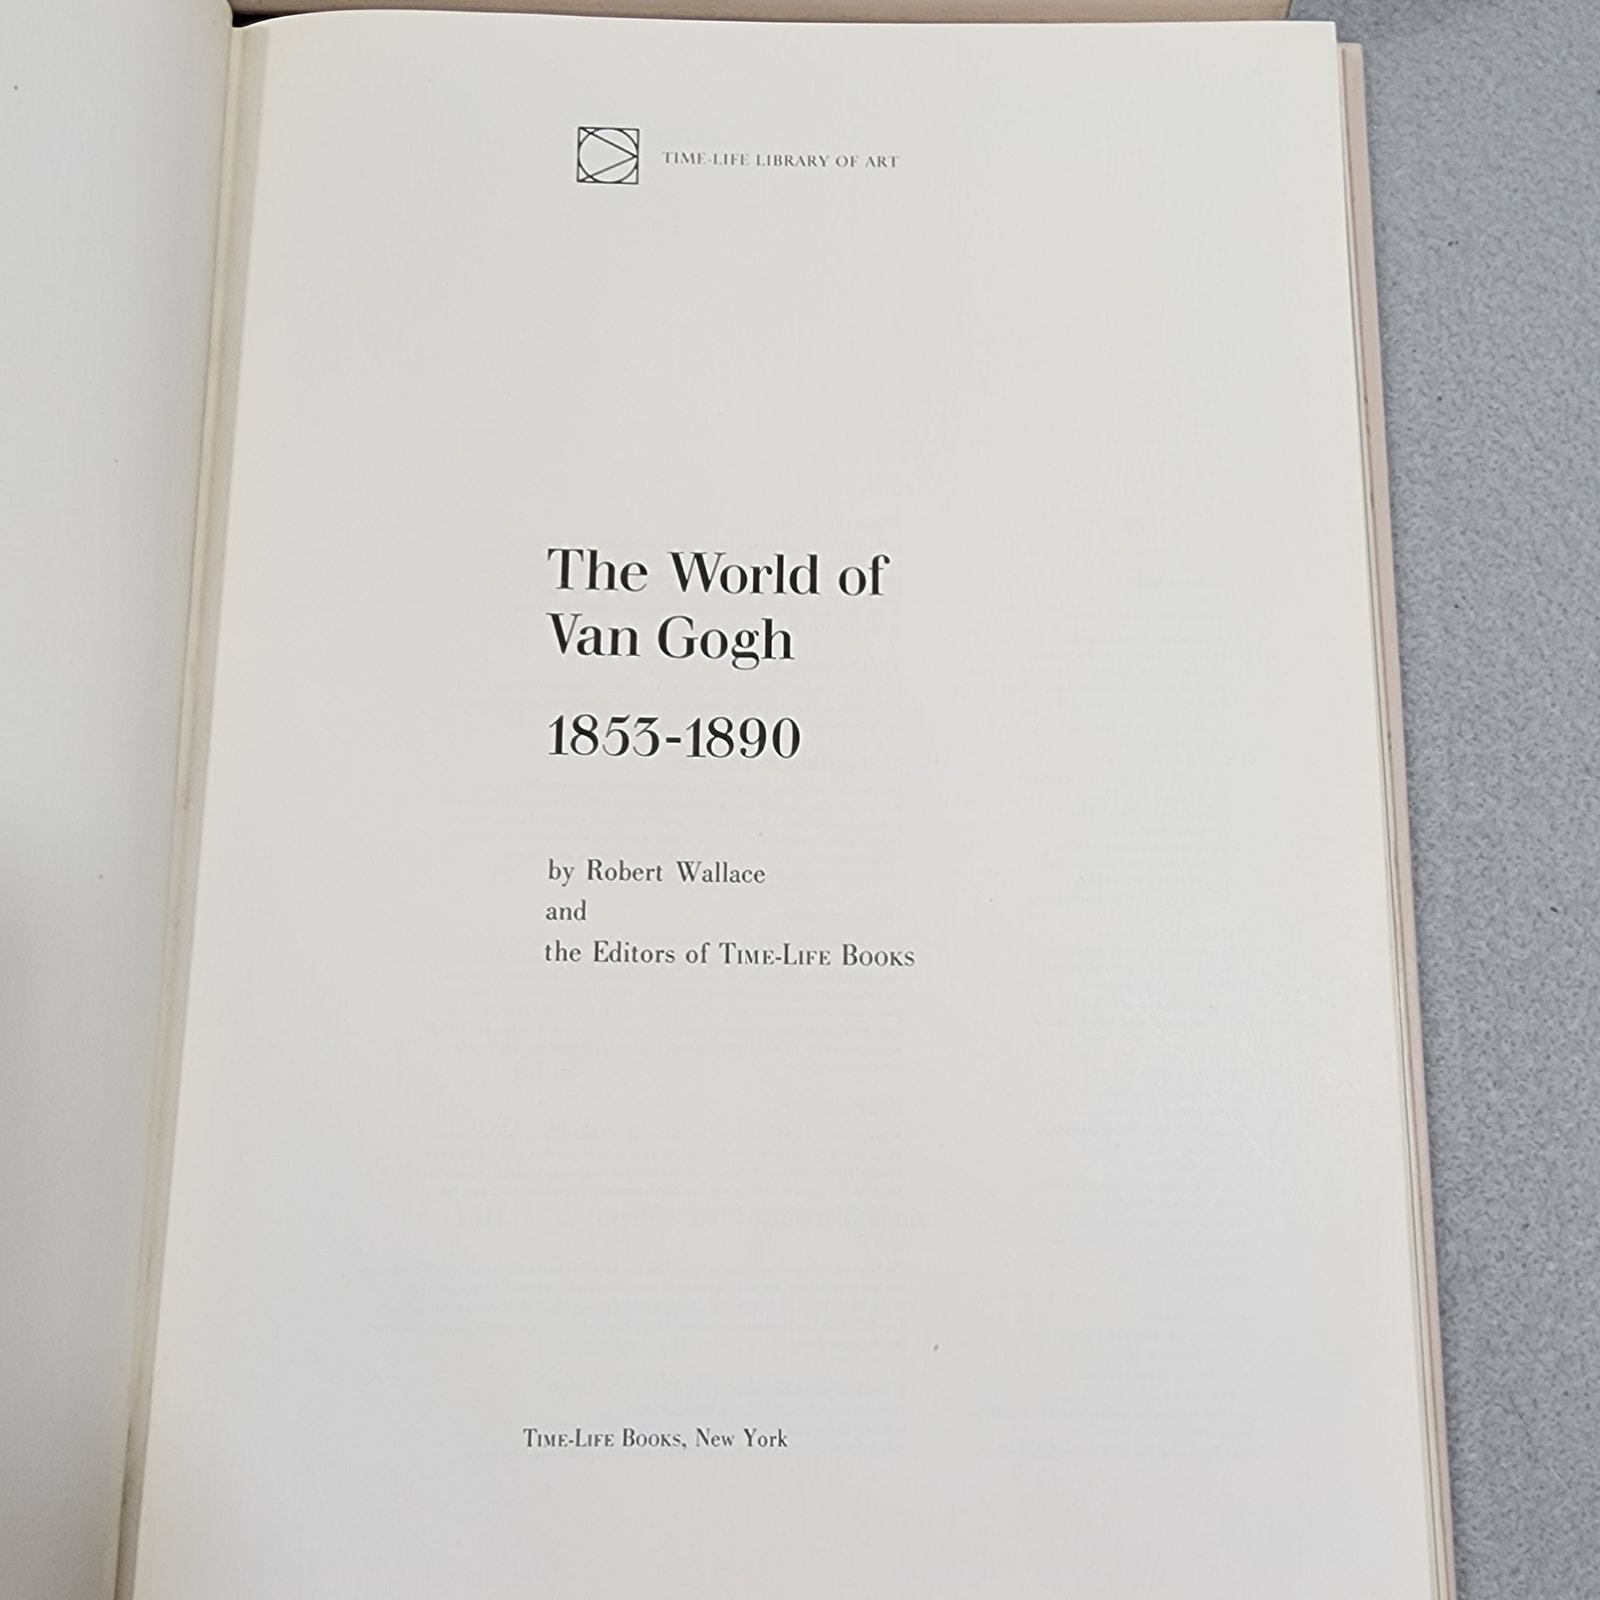 TIME-LIFE LIBRARY OF ART
The World of
Van Gogh
1853-1890
by Robert Wallace
and
the Editors of TIME-LIFE BOOKS
TIME-LIFE BOOKS, New York